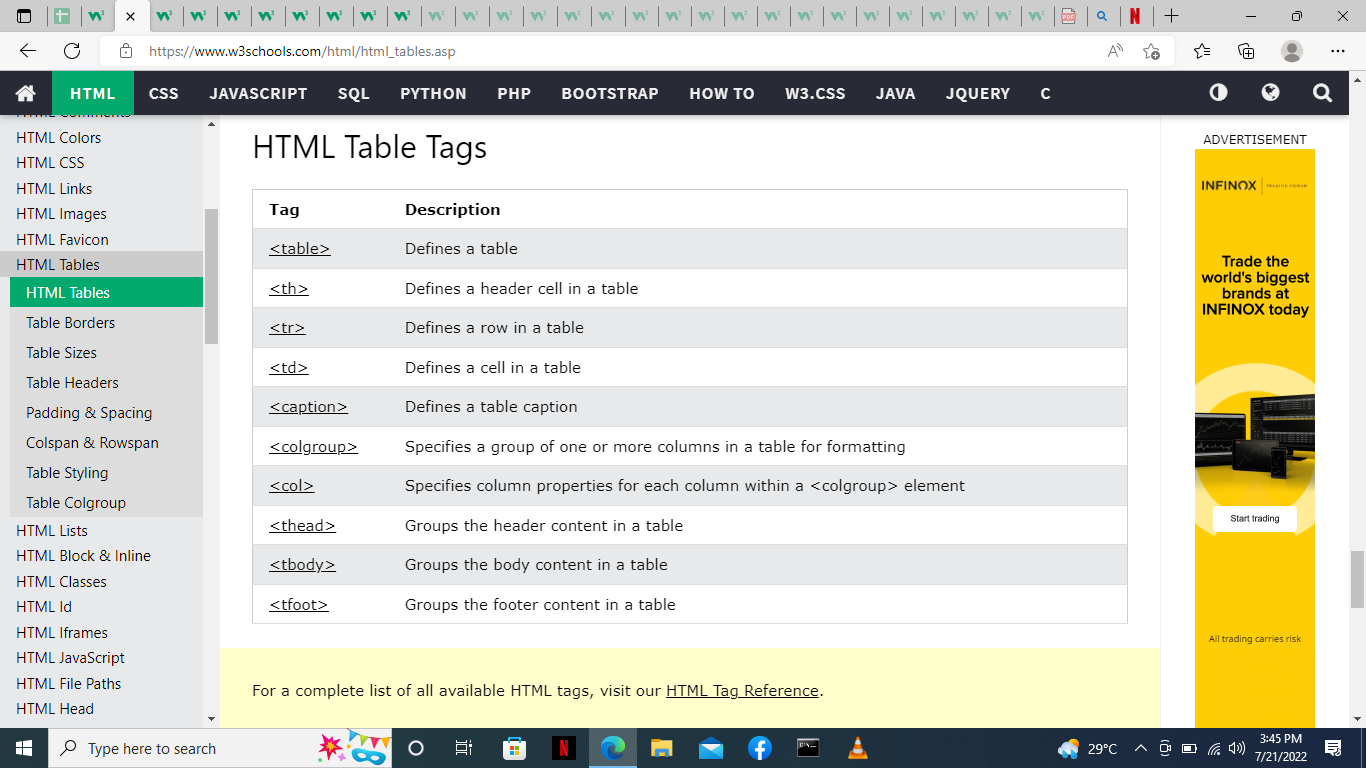 https://www.w3schools.com/html/html_tables.asp
HTML CSS JAVASCRIPT SQL PYTHON PHP BOOTSTRAP HOW TO W3.CSS JAVA JQUERY C
HTML Comments
HTML Colors
HTML CSS
HTML Links
HTML Images
HTML Favicon
HTML Tables
HTML Tables
Table Borders
Table Sizes
Table Headers
Padding & Spacing
Colspan & Rowspan
Table Styling
Table Colgroup
HTML Lists
HTML Block & Inline
HTML Classes
HTML Id
HTML Iframes
HTML JavaScript
HTML File Paths
HTML Head
HTML Table Tags
Tag Description
<table> Defines a table
<th> Defines a header cell in a table
<tr> Defines a row in a table
<td> Defines a cell in a table
<caption> Defines a table caption
<colgroup> Specifies a group of one or more columns in a table for formatting
<col> Specifies column properties for each column within a <colgroup> element
<thead> Groups the header content in a table
<tbody> Groups the body content in a table
<tfoot> Groups the footer content in a table
For a complete list of all available HTML tags, visit our HTML Tag Reference.
ADVERTISEMENT
INFINOX
Trade the
world's biggest
brands at
INFINOX today
Start trading
All trading carries risk
Type here to search
29°C
3:45 PM
7/21/2022